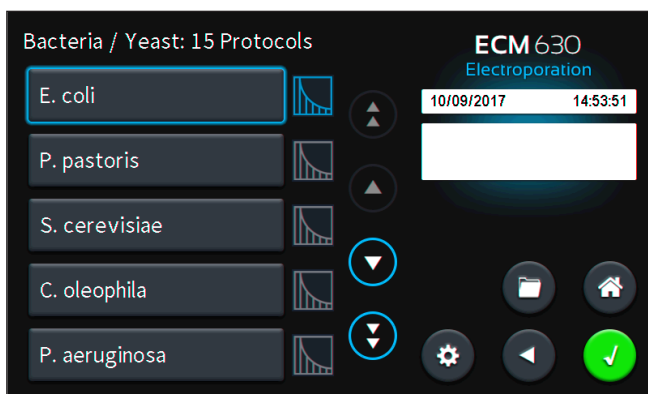 Bacteria / Yeast: 15 Protocols
E. coli
P. pastoris
S. cerevisiae
C. oleophila
P. aeruginosa
ECM 630
Electroporation
10/09/2017 14:53:51